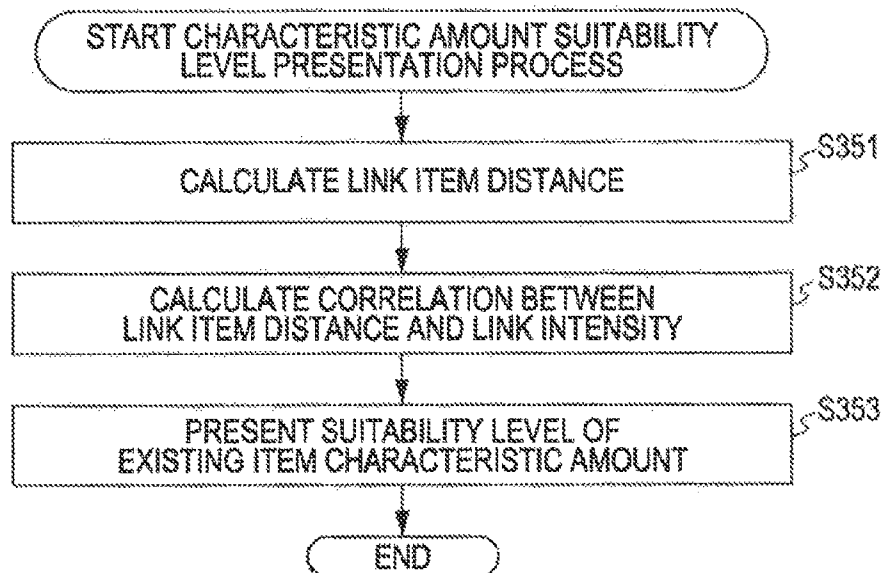 START CHARACTERISTIC AMOUNT SUITABILITY
LEVEL PRESENTATION PROCESS
S351
CALCULATE LINK ITEM DISTANCE
S352
CALCULATE CORRELATION BETWEEN
LINK ITEM DISTANCE AND LINK INTENSITY
S353
PRESENT SUITABILITY LEVEL OF
EXISTING ITEM CHARACTERISTIC AMOUNT
END